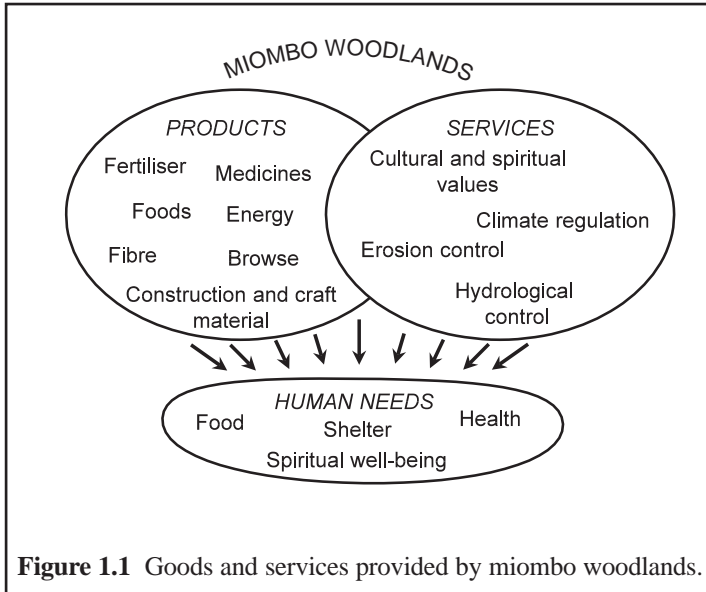 MIOMBO WOODLANDS
PRODUCTS
Fertiliser
Medicines
Foods
Energy
Fibre
Browse
Construction and craft
material
SERVICES
Cultural and spiritual
values
Climate regulation
Erosion control
Hydrological
control
HUMAN NEEDS
Food
Shelter
Health
Spiritual well-being
Figure 1.1 Goods and services provided by miombo woodlands.